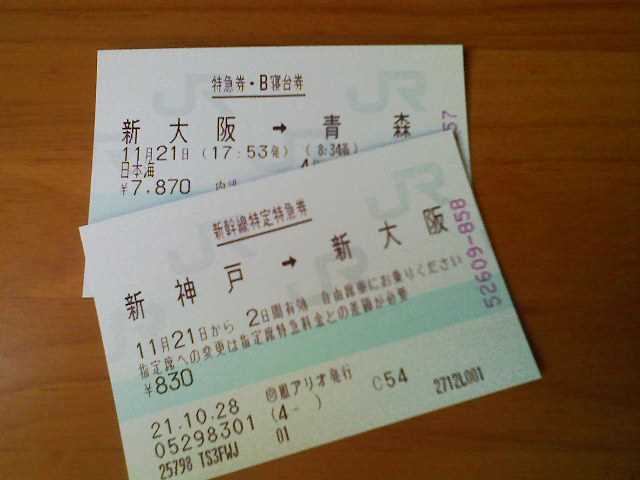 特急券・B寝台券
新大阪 → 青森
11月21日 (17:53発) (8:34着)
日本海
¥7,870
57
新幹線特定特急券
新神戸 → 新大阪
11月21日から 2日間有効 自由席車にお乗りください
指定席への変更は指定席特急料金との差額が必要
¥830
21.10.28 アリオ発行
05298301 (4- ) C54
25798 TS3FWJ 01 2712L001
52609-858
JR
JR